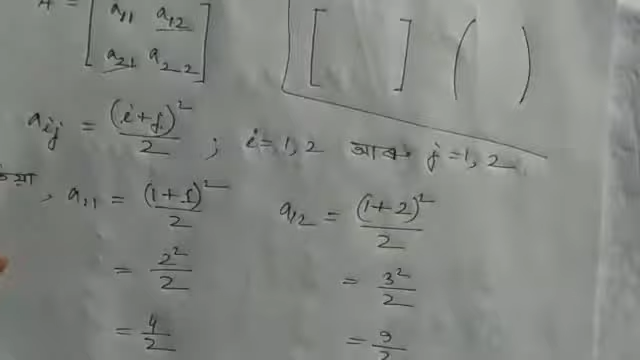 A = [ a₁₁ a₁₂
a₂₁ a₂₂ ]
[ ] ( )
aᵢⱼ = (i+j)²/2 ; i=1,2 আৰু j=1,2
, a₁₁ = (1+1)²/2 a₁₂ = (1+2)²/2
= 2²/2 = 3²/2
= 4/2 = 9/2